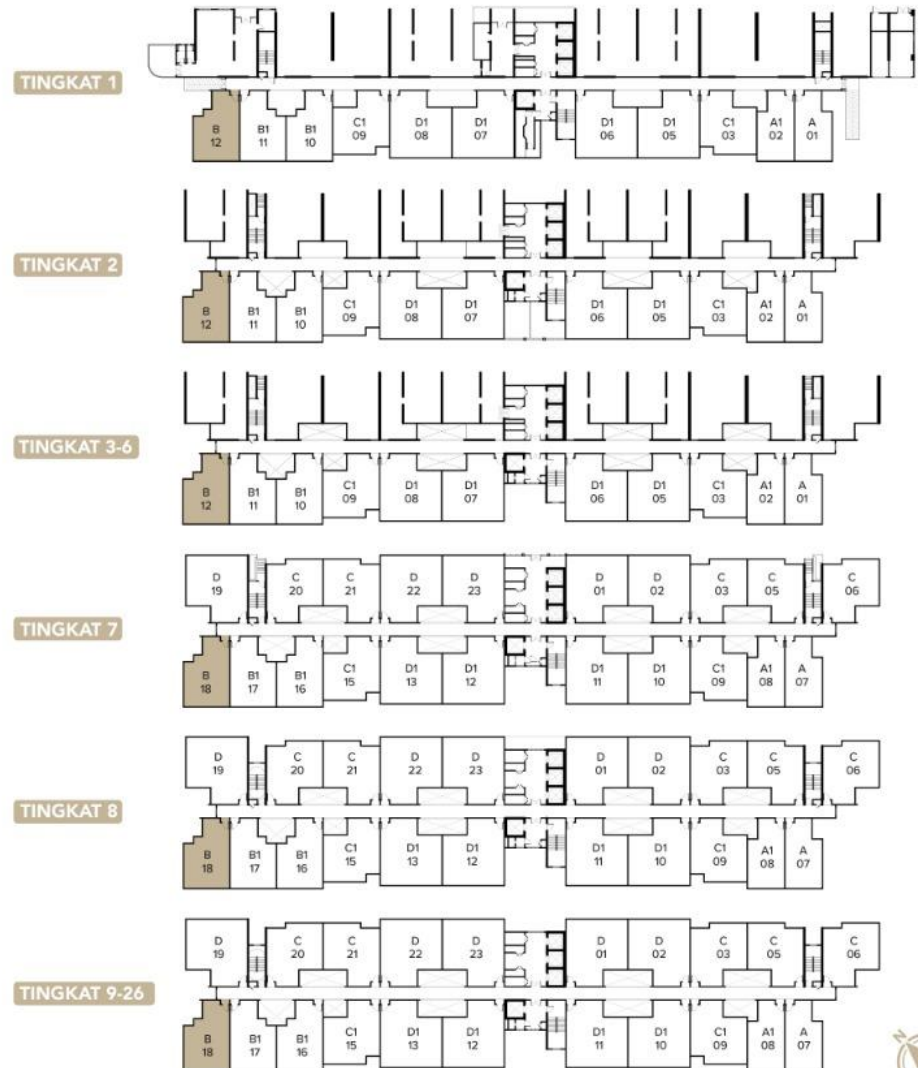 TINGKAT 1
B B1 B1 C1 D1 D1 D1 D1 C1 A1 A
12 11 10 09 08 07 06 05 03 02 01
TINGKAT 2
B B1 B1 C1 D1 D1 D1 D1 C1 A1 A
12 11 10 09 08 07 06 05 03 02 01
TINGKAT 3-6
B B1 B1 C1 D1 D1 D1 D1 C1 A1 A
12 11 10 09 08 07 06 05 03 02 01
D C C D D D D C C C
19 20 21 22 23 01 02 03 05 06
TINGKAT 7
B B1 B1 C1 D1 D1 D1 D1 C1 A1 A
18 17 16 15 13 12 11 10 09 08 07
D C C D D D D C C C
19 20 21 22 23 01 02 03 05 06
TINGKAT 8
B B1 B1 C1 D1 D1 D1 D1 C1 A1 A
18 17 16 15 13 12 11 10 09 08 07
D C C D D D D C C C
19 20 21 22 23 01 02 03 05 06
TINGKAT 9-26
B B1 B1 C1 D1 D1 D1 D1 C1 A1 A
18 17 16 15 13 12 11 10 09 08 07
N